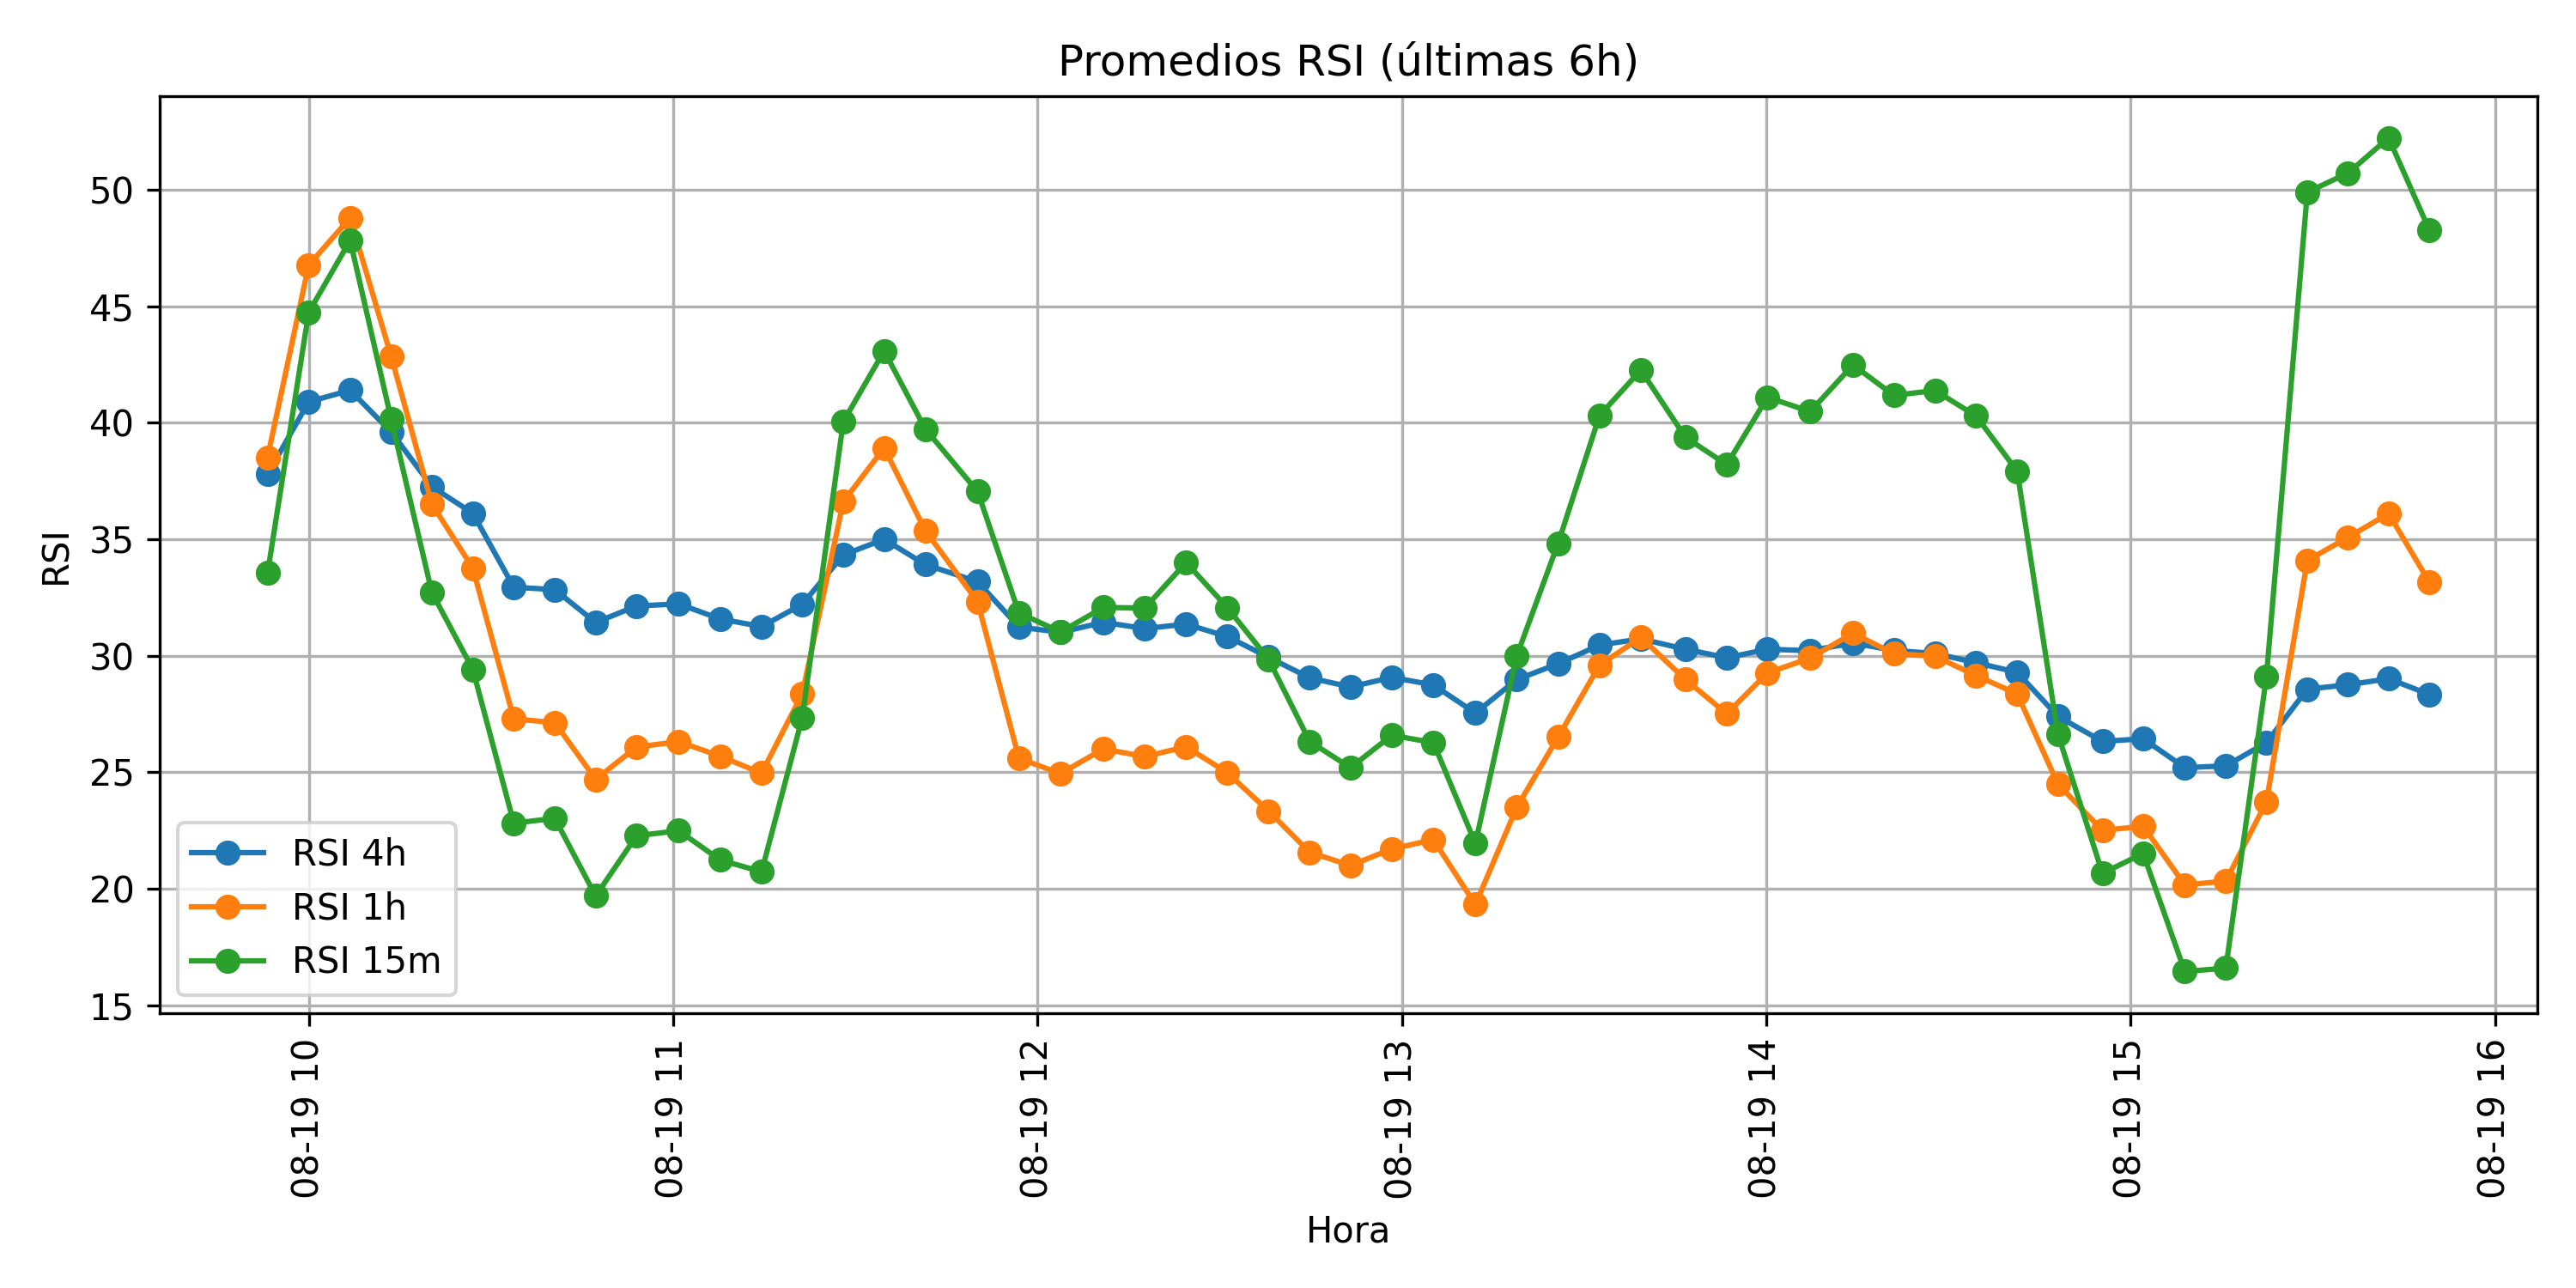 Promedios RSI (últimas 6h)
RSI
50
45
40
35
30
25
20
15
RSI 4h
RSI 1h
RSI 15m
08-19 10
08-19 11
08-19 12
08-19 13
08-19 14
08-19 15
08-19 16
Hora